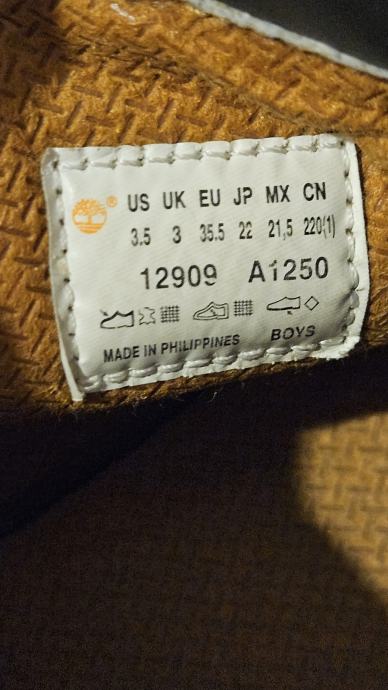 ® US UK EU JP MX CN
3.5 3 35.5 22 21,5 220(1)
12909 A1250
MADE IN PHILIPPINES BOYS